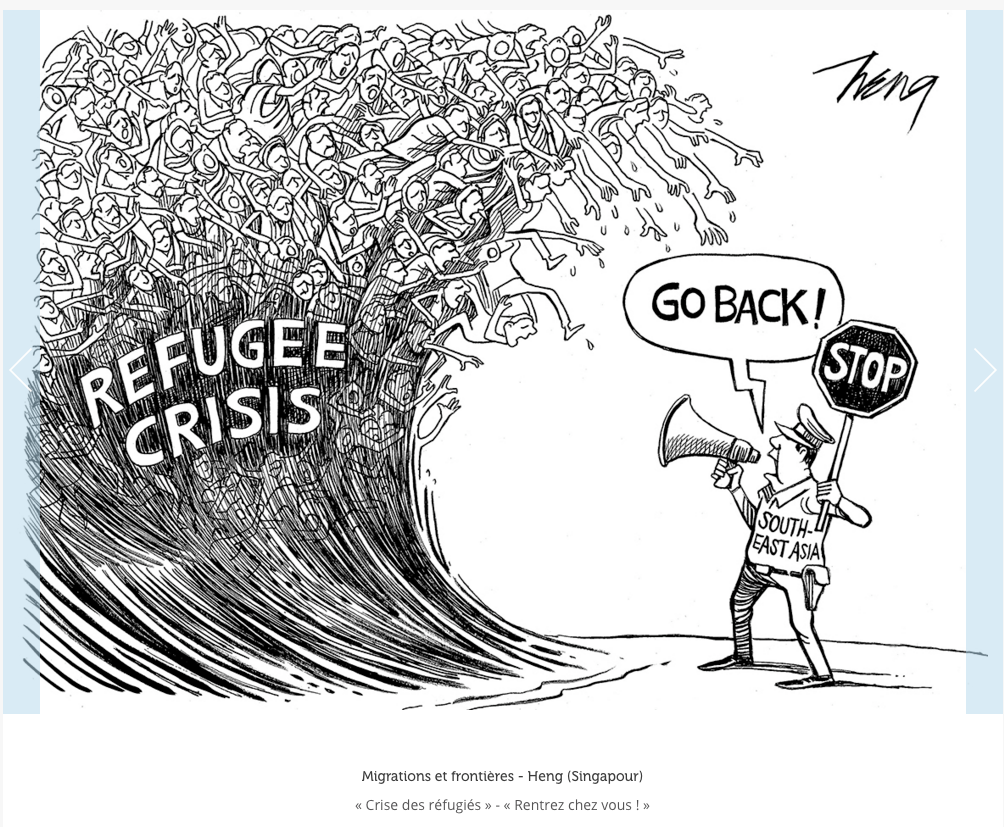 Heng
GO BACK!
STOP
REFUGEE
CRISIS
SOUTH-
EAST ASIA
Migrations et frontières - Heng (Singapour)
« Crise des réfugiés » - « Rentrez chez vous ! »